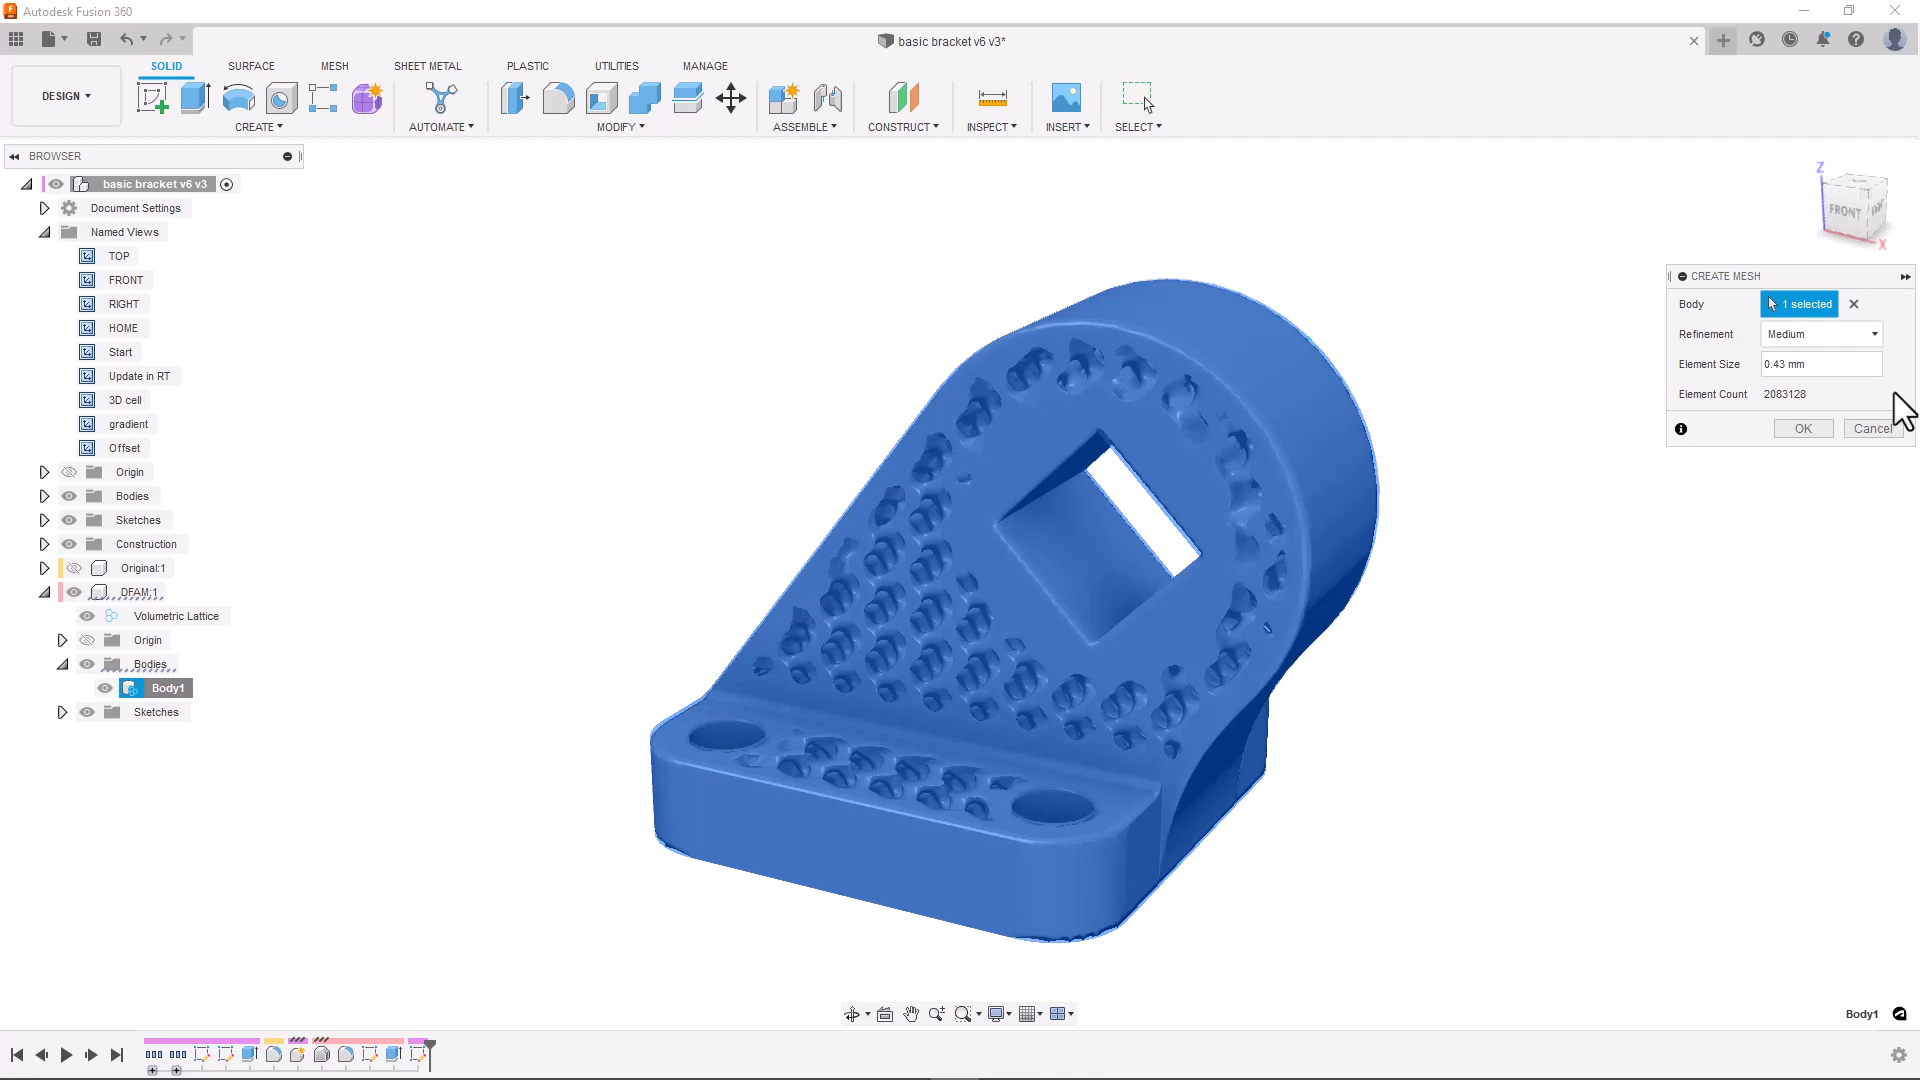 Autodesk Fusion 360
basic bracket v6 v3*
DESIGN
SOLID
SURFACE
MESH
SHEET METAL
PLASTIC
UTILITIES
MANAGE
CREATE
AUTOMATE
MODIFY
ASSEMBLE
CONSTRUCT
INSPECT
INSERT
SELECT
BROWSER
basic bracket v6 v3
Document Settings
Named Views
TOP
FRONT
RIGHT
HOME
Start
Update in RT
3D cell
gradient
Offset
Origin
Bodies
Sketches
Construction
Original:1
DFAM:1
Volumetric Lattice
Origin
Bodies
Body1
Sketches
Z
FRONT
X
CREATE MESH
Body 1 selected
Refinement Medium
Element Size 0.43 mm
Element Count 2083128
OK Cancel
Body1